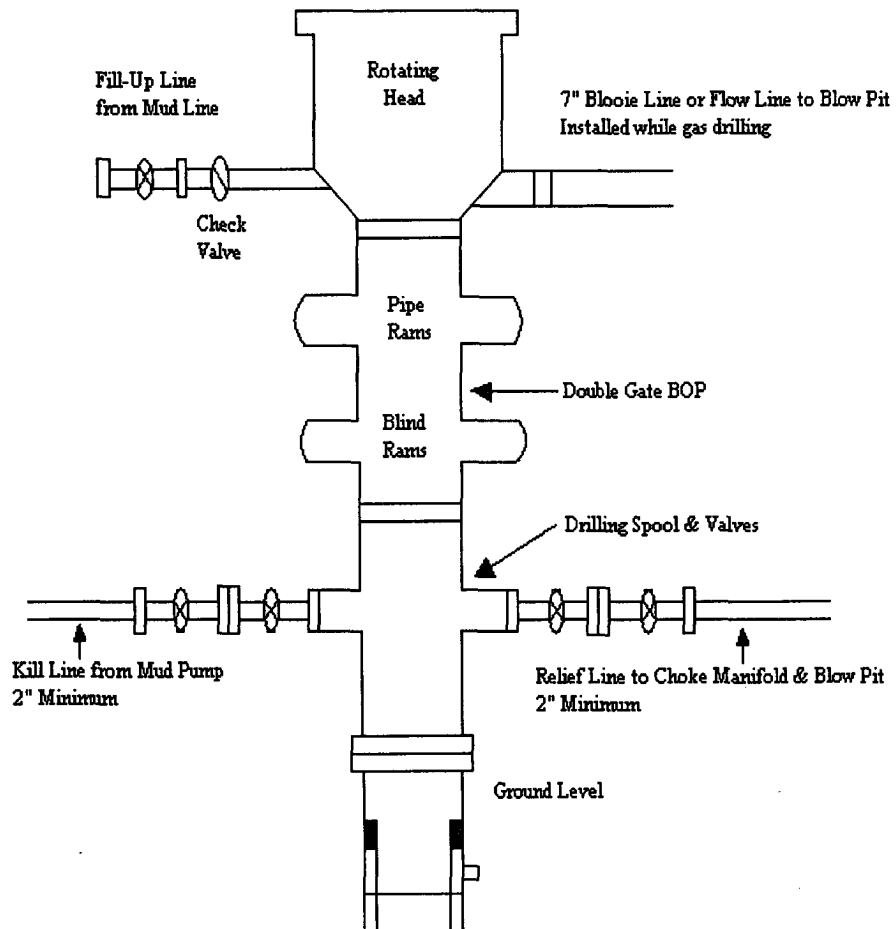 Rotating
Head
Fill-Up Line
from Mud Line
7" Blooie Line or Flow Line to Blow Pit
Installed while gas drilling
Check
Valve
Pipe
Rams
Double Gate BOP
Blind
Rams
Drilling Spool & Valves
Kill Line from Mud Pump
2" Minimum
Relief Line to Choke Manifold & Blow Pit
2" Minimum
Ground Level